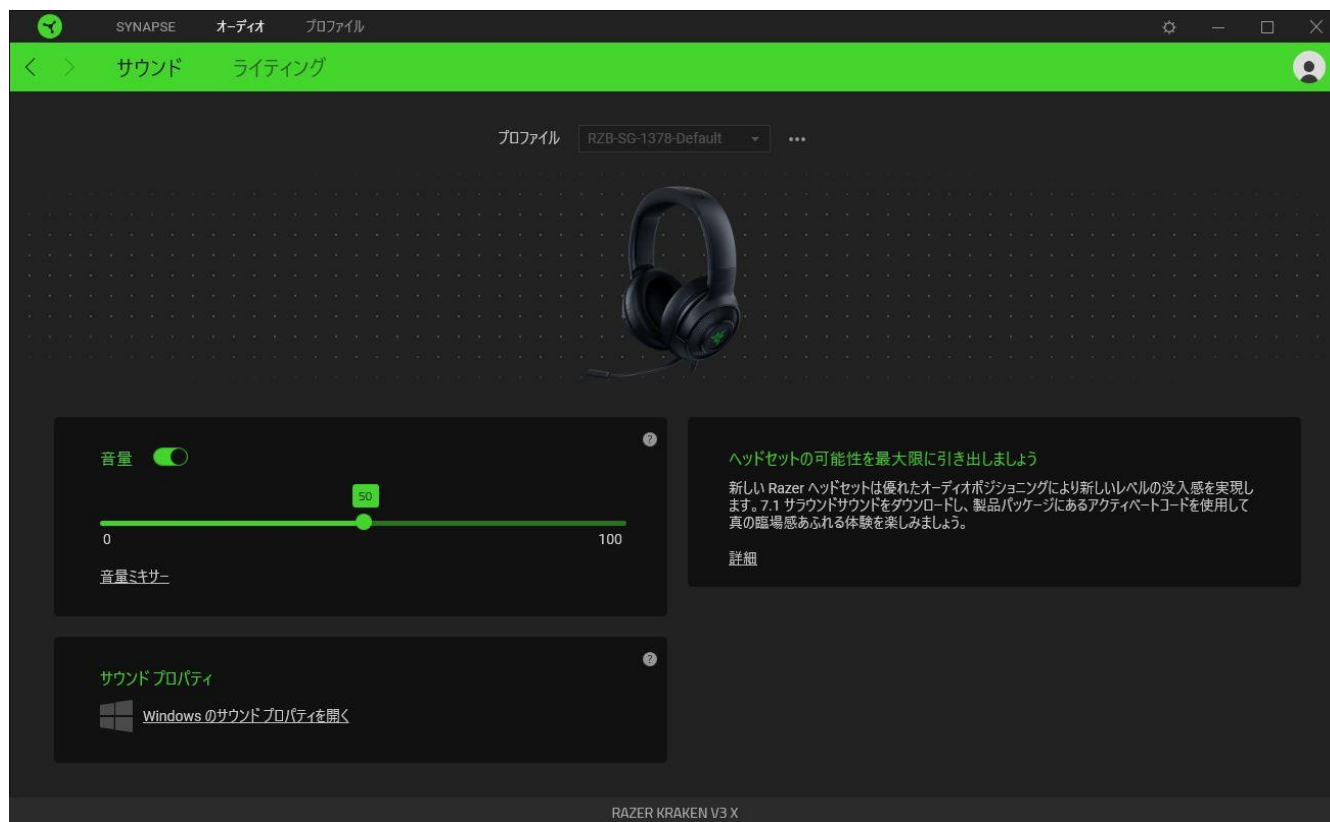 SYNAPSE オーディオ プロファイル
サウンド ライティング
プロファイル RZB-SG-1378-Default
音量
50
0 100
音量ミキサー
ヘッドセットの可能性を最大限に引き出しましょう
新しい Razer ヘッドセットは優れたオーディオポジショニングにより新しいレベルの没入感を実現し
ます。7.1 サラウンドサウンドをダウンロードし、製品パッケージにあるアクティベートコードを使用して
真の臨場感あふれる体験を楽しみましょう。
詳細
サウンド プロパティ
Windows のサウンド プロパティを開く
RAZER KRAKEN V3 X